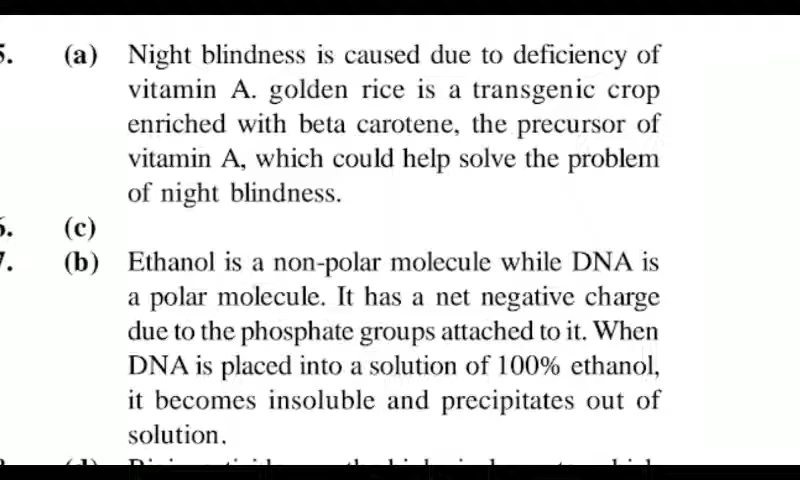 5. (a) Night blindness is caused due to deficiency of
vitamin A. golden rice is a transgenic crop
enriched with beta carotene, the precursor of
vitamin A, which could help solve the problem
of night blindness.
(c)
7. (b) Ethanol is a non-polar molecule while DNA is
a polar molecule. It has a net negative charge
due to the phosphate groups attached to it. When
DNA is placed into a solution of 100% ethanol,
it becomes insoluble and precipitates out of
solution.